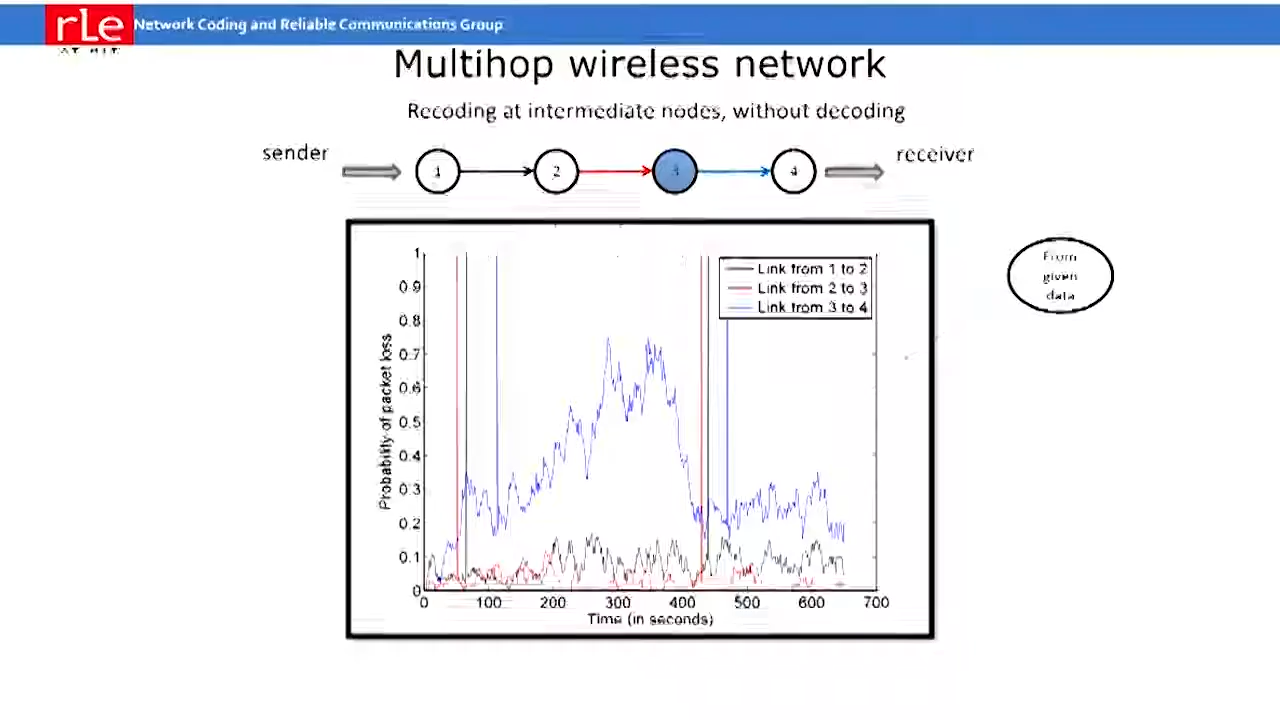 rle
Network Coding and Reliable Communications Group
AT MIT
Multihop wireless network
Recoding at intermediate nodes, without decoding
sender
1
2
3
4
receiver
From
given
data
Link from 1 to 2
Link from 2 to 3
Link from 3 to 4
Probability of packet loss
1
0.9
0.8
0.7
0.6
0.5
0.4
0.3
0.2
0.1
0
0 100 200 300 400 500 600 700
Time (in seconds)